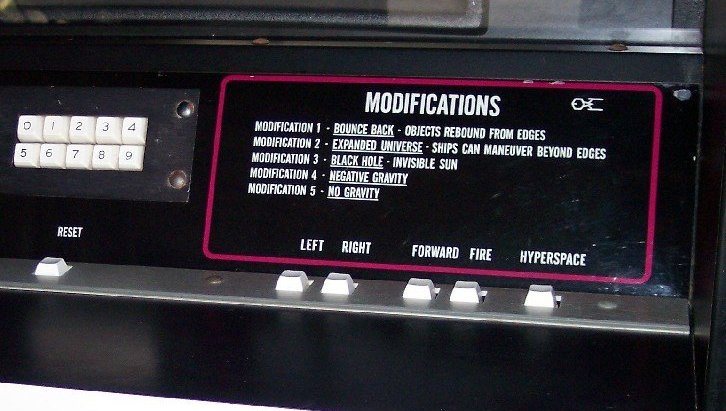 MODIFICATIONS
MODIFICATION 1 - BOUNCE BACK - OBJECTS REBOUND FROM EDGES
MODIFICATION 2 - EXPANDED UNIVERSE - SHIPS CAN MANEUVER BEYOND EDGES
MODIFICATION 3 - BLACK HOLE - INVISIBLE SUN
MODIFICATION 4 - NEGATIVE GRAVITY
MODIFICATION 5 - NO GRAVITY
0 1 2 3 4
5 6 7 8 9
RESET
LEFT RIGHT FORWARD FIRE HYPERSPACE